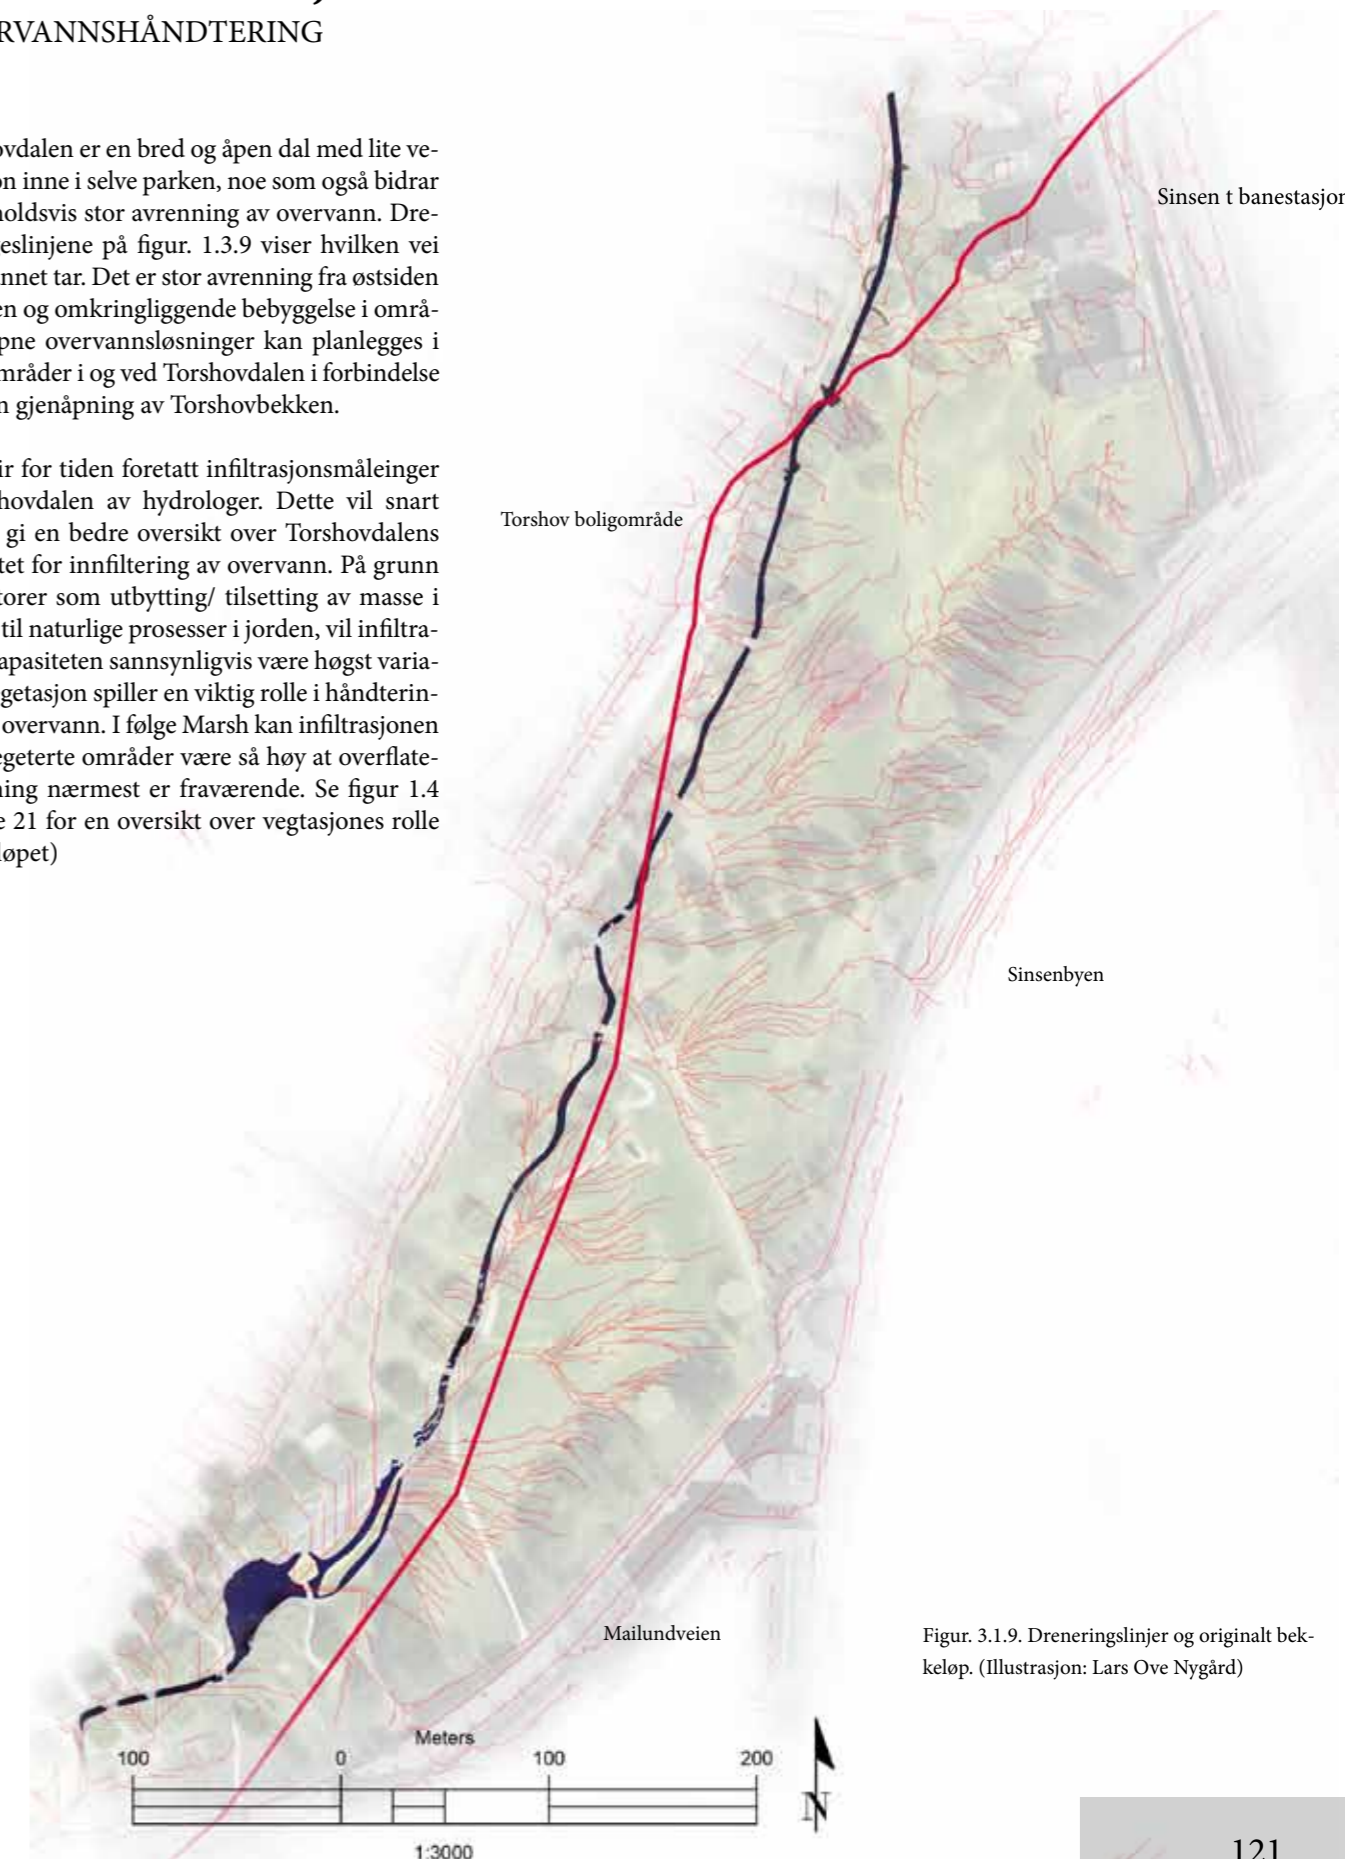 RVANNSHÅNDTERING
ovdalen er en bred og åpen dal med lite ve-
on inne i selve parken, noe som også bidrar
holdsvis stor avrenning av overvann. Dre-
geslinjene på figur. 1.3.9 viser hvilken vei
nnet tar. Det er stor avrenning fra østsiden
en og omkringliggende bebyggelse i områ-
pne overvannsløsninger kan planlegges i
mråder i og ved Torshovdalen i forbindelse
n gjenåpning av Torshovbekken.
ir for tiden foretatt infiltrasjonsmåleinger
hovdalen av hydrologer. Dette vil snart
gi en bedre oversikt over Torshovdalens
tet for innfiltering av overvann. På grunn
torer som utbytting/ tilsetting av masse i
til naturlige prosesser i jorden, vil infiltra-
apasiteten sannsynligvis være høgst varia-
getasjon spiller en viktig rolle i håndterin-
overvann. I følge Marsh kan infiltrasjonen
egeterte områder være så høy at overflate-
ning nærmest er fraværende. Se figur 1.4
e 21 for en oversikt over vegtasjones rolle
løpet)
Sinsen t banestasjon
Torshov boligområde
Sinsenbyen
Mailundveien
Figur. 3.1.9. Dreneringslinjer og originalt bek-
keløp. (Illustrasjon: Lars Ove Nygård)
Meters
100 0 100 200
N
1:3000
121